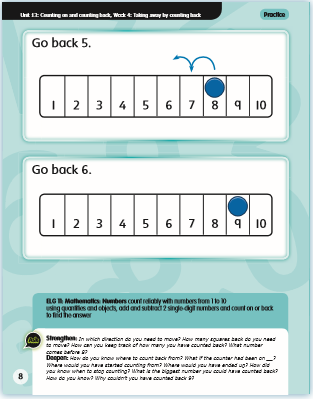 Unit 13: Counting on and counting back, Week 4: Taking away by counting back
Practice
Go back 5.
1 2 3 4 5 6 7 8 9 10
Go back 6.
1 2 3 4 5 6 7 8 9 10
ELG 11: Mathematics: Numbers count reliably with numbers from 1 to 10
using quantities and objects, add and subtract 2 single-digit numbers and count on or back
to find the answer
Strengthen: In which direction do you need to move? How many squares back do you need
to move? How can you keep track of how many you have counted back? What number
comes before 8?
Deepen: How do you know where to count back from? What if the counter had been on __?
Where would you have started counting from? Where would you have ended up? How did
you know when to stop counting? What is the biggest number you could have counted back?
How do you know? Why couldn't you have counted back 9?
8